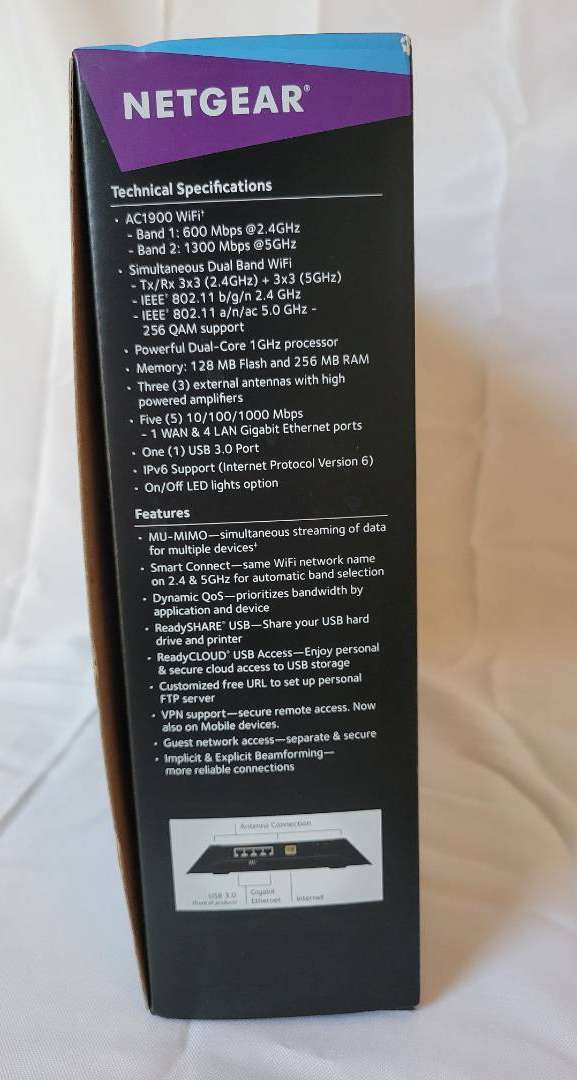 NETGEAR®
Technical Specifications
• AC1900 WiFi†
- Band 1: 600 Mbps @2.4GHz
- Band 2: 1300 Mbps @5GHz
• Simultaneous Dual Band WiFi
- Tx/Rx 3x3 (2.4GHz) + 3x3 (5GHz)
- IEEE® 802.11 b/g/n 2.4 GHz
- IEEE® 802.11 a/n/ac 5.0 GHz -
256 QAM support
• Powerful Dual-Core 1GHz processor
• Memory: 128 MB Flash and 256 MB RAM
• Three (3) external antennas with high
powered amplifiers
• Five (5) 10/100/1000 Mbps
- 1 WAN & 4 LAN Gigabit Ethernet ports
• One (1) USB 3.0 Port
• IPv6 Support (Internet Protocol Version 6)
• On/Off LED lights option
Features
• MU-MIMO—simultaneous streaming of data
for multiple devices‡
• Smart Connect—same WiFi network name
on 2.4 & 5GHz for automatic band selection
• Dynamic QoS—prioritizes bandwidth by
application and device
• ReadySHARE® USB—Share your USB hard
drive and printer
• ReadyCLOUD® USB Access—Enjoy personal
& secure cloud access to USB storage
• Customized free URL to set up personal
FTP server
• VPN support—secure remote access. Now
also on Mobile devices.
• Guest network access—separate & secure
• Implicit & Explicit Beamforming—
more reliable connections
Antenna Connection
USB 3.0
(front of product)
Gigabit
Ethernet
Internet